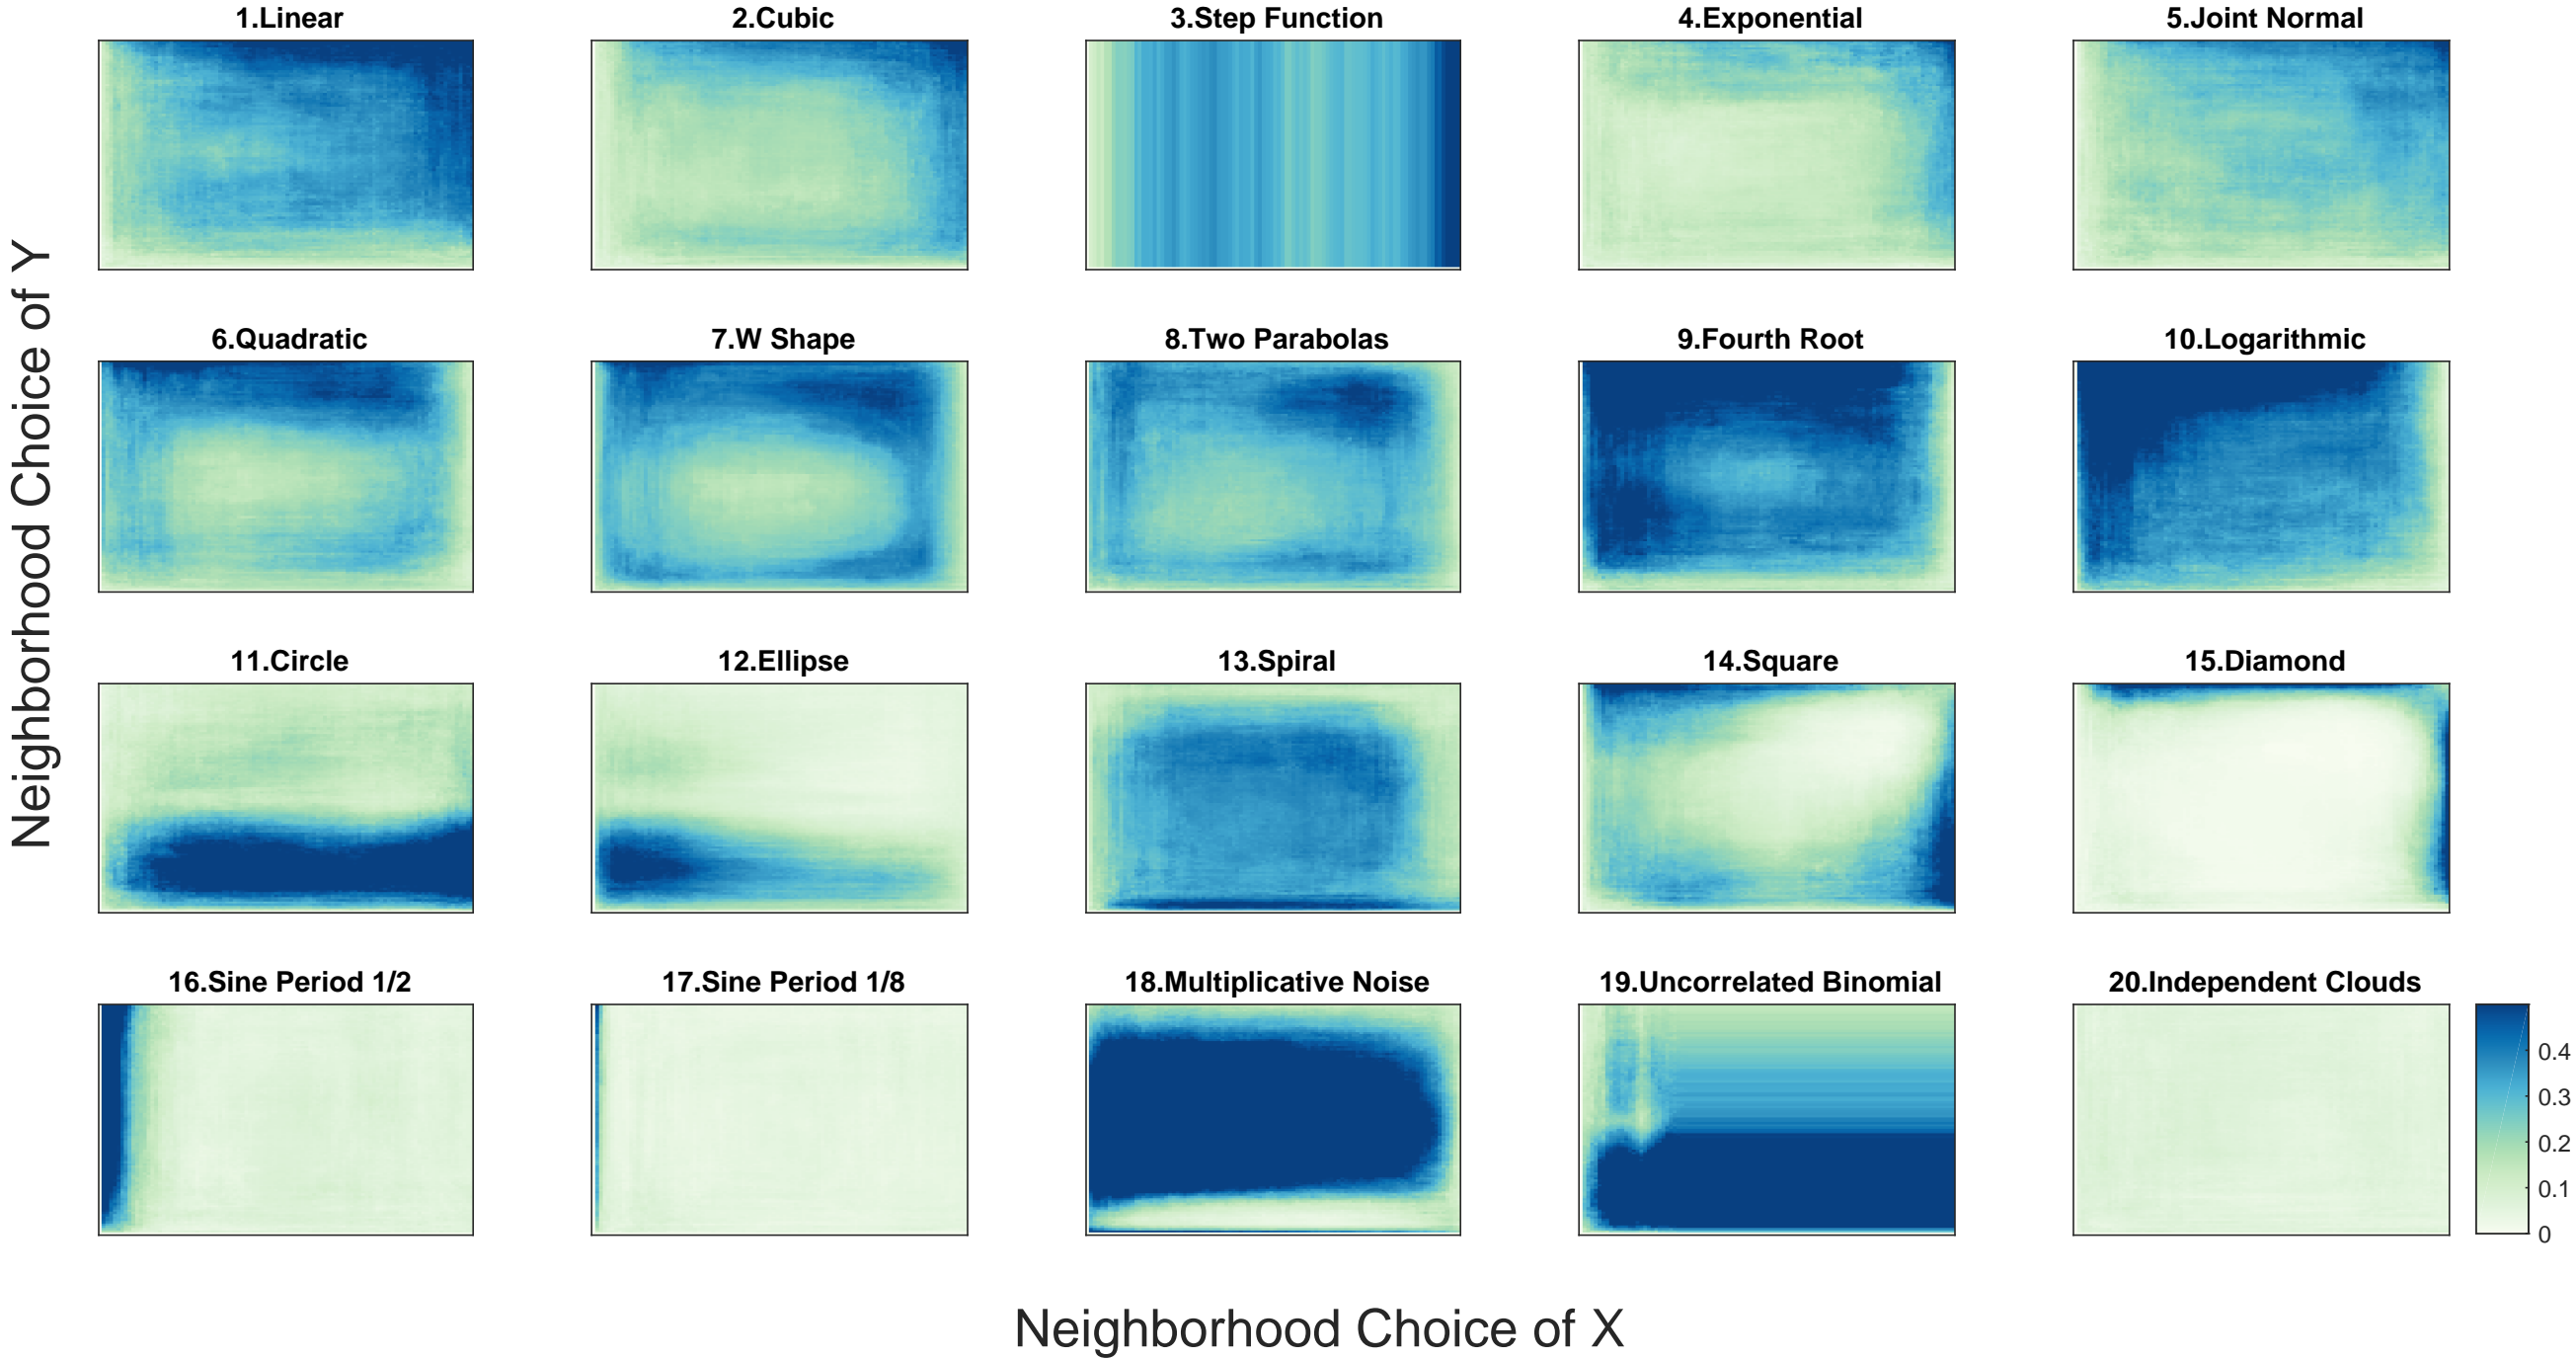 1.Linear
2.Cubic
3.Step Function
4.Exponential
5.Joint Normal
6.Quadratic
7.W Shape
8.Two Parabolas
9.Fourth Root
10.Logarithmic
11.Circle
12.Ellipse
13.Spiral
14.Square
15.Diamond
16.Sine Period 1/2
17.Sine Period 1/8
18.Multiplicative Noise
19.Uncorrelated Binomial
20.Independent Clouds
0.4
0.3
0.2
0.1
0
Neighborhood Choice of Y
Neighborhood Choice of X